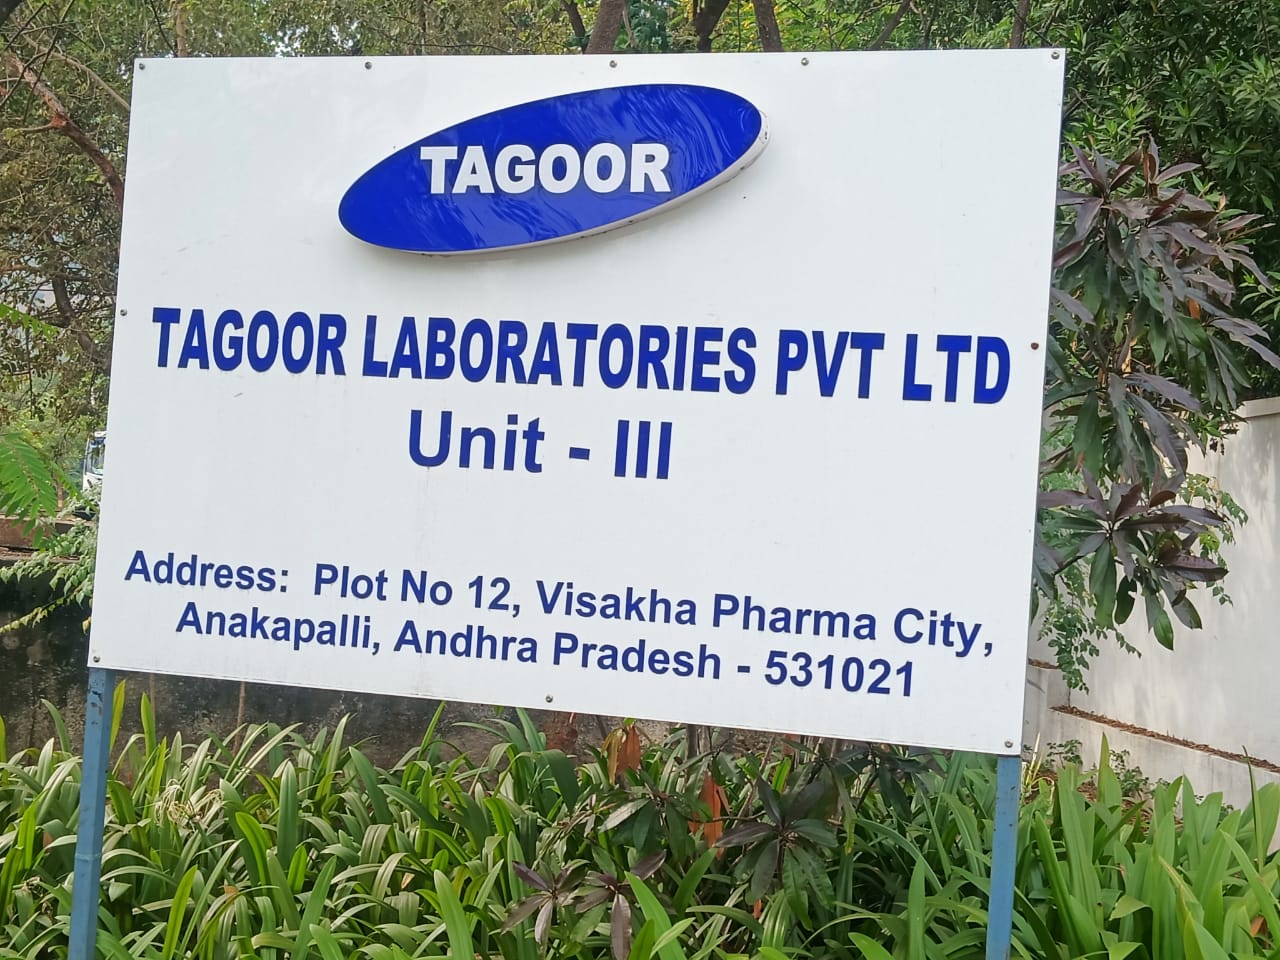 TAGOOR
TAGOOR LABORATORIES PVT LTD
Unit - III
Address: Plot No 12, Visakha Pharma City,
Anakapalli, Andhra Pradesh - 531021